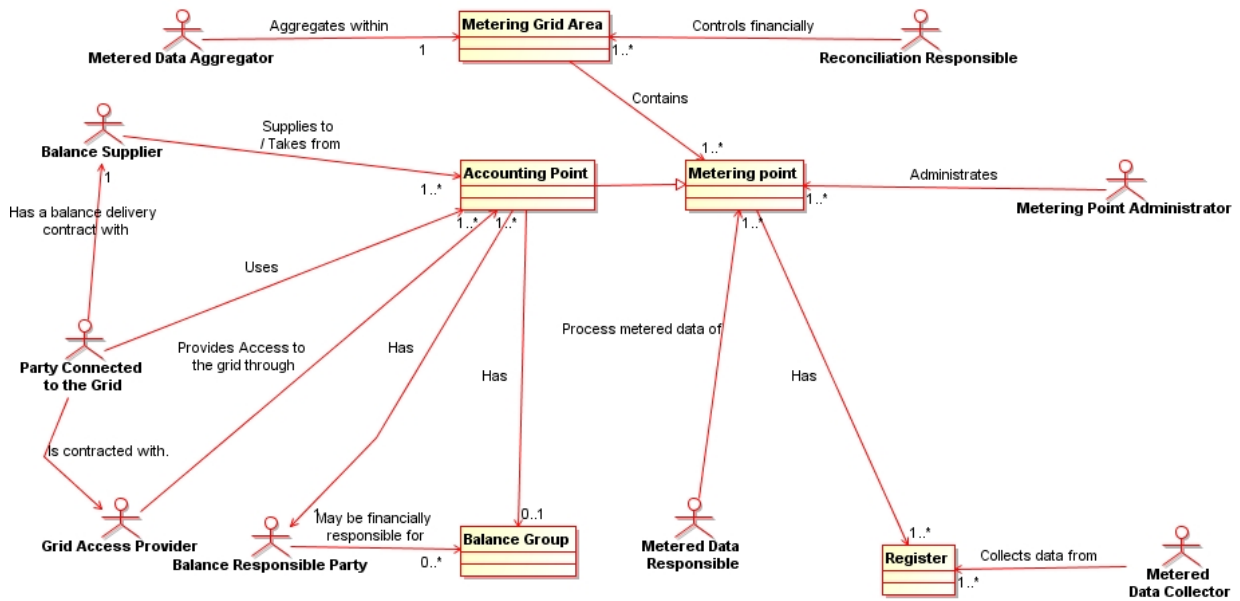 Aggregates within
Metering Grid Area
Controls financially
1
1..*
Metered Data Aggregator
Reconciliation Responsible
Contains
Supplies to
/ Takes from
Balance Supplier
1..*
1
1..*
Accounting Point
Metering point
Administrates
1..*
Metering Point Administrator
Has a balance delivery
contract with
1..*
1..*
1..*
Uses
Process metered data of
Provides Access to
the grid through
Has
Has
Has
Party Connected
to the Grid
Is contracted with.
1
May be financially
responsible for
0..1
Grid Access Provider
Balance Responsible Party
0..*
Balance Group
Metered Data
Responsible
1..*
Register
Collects data from
1..*
Metered
Data Collector